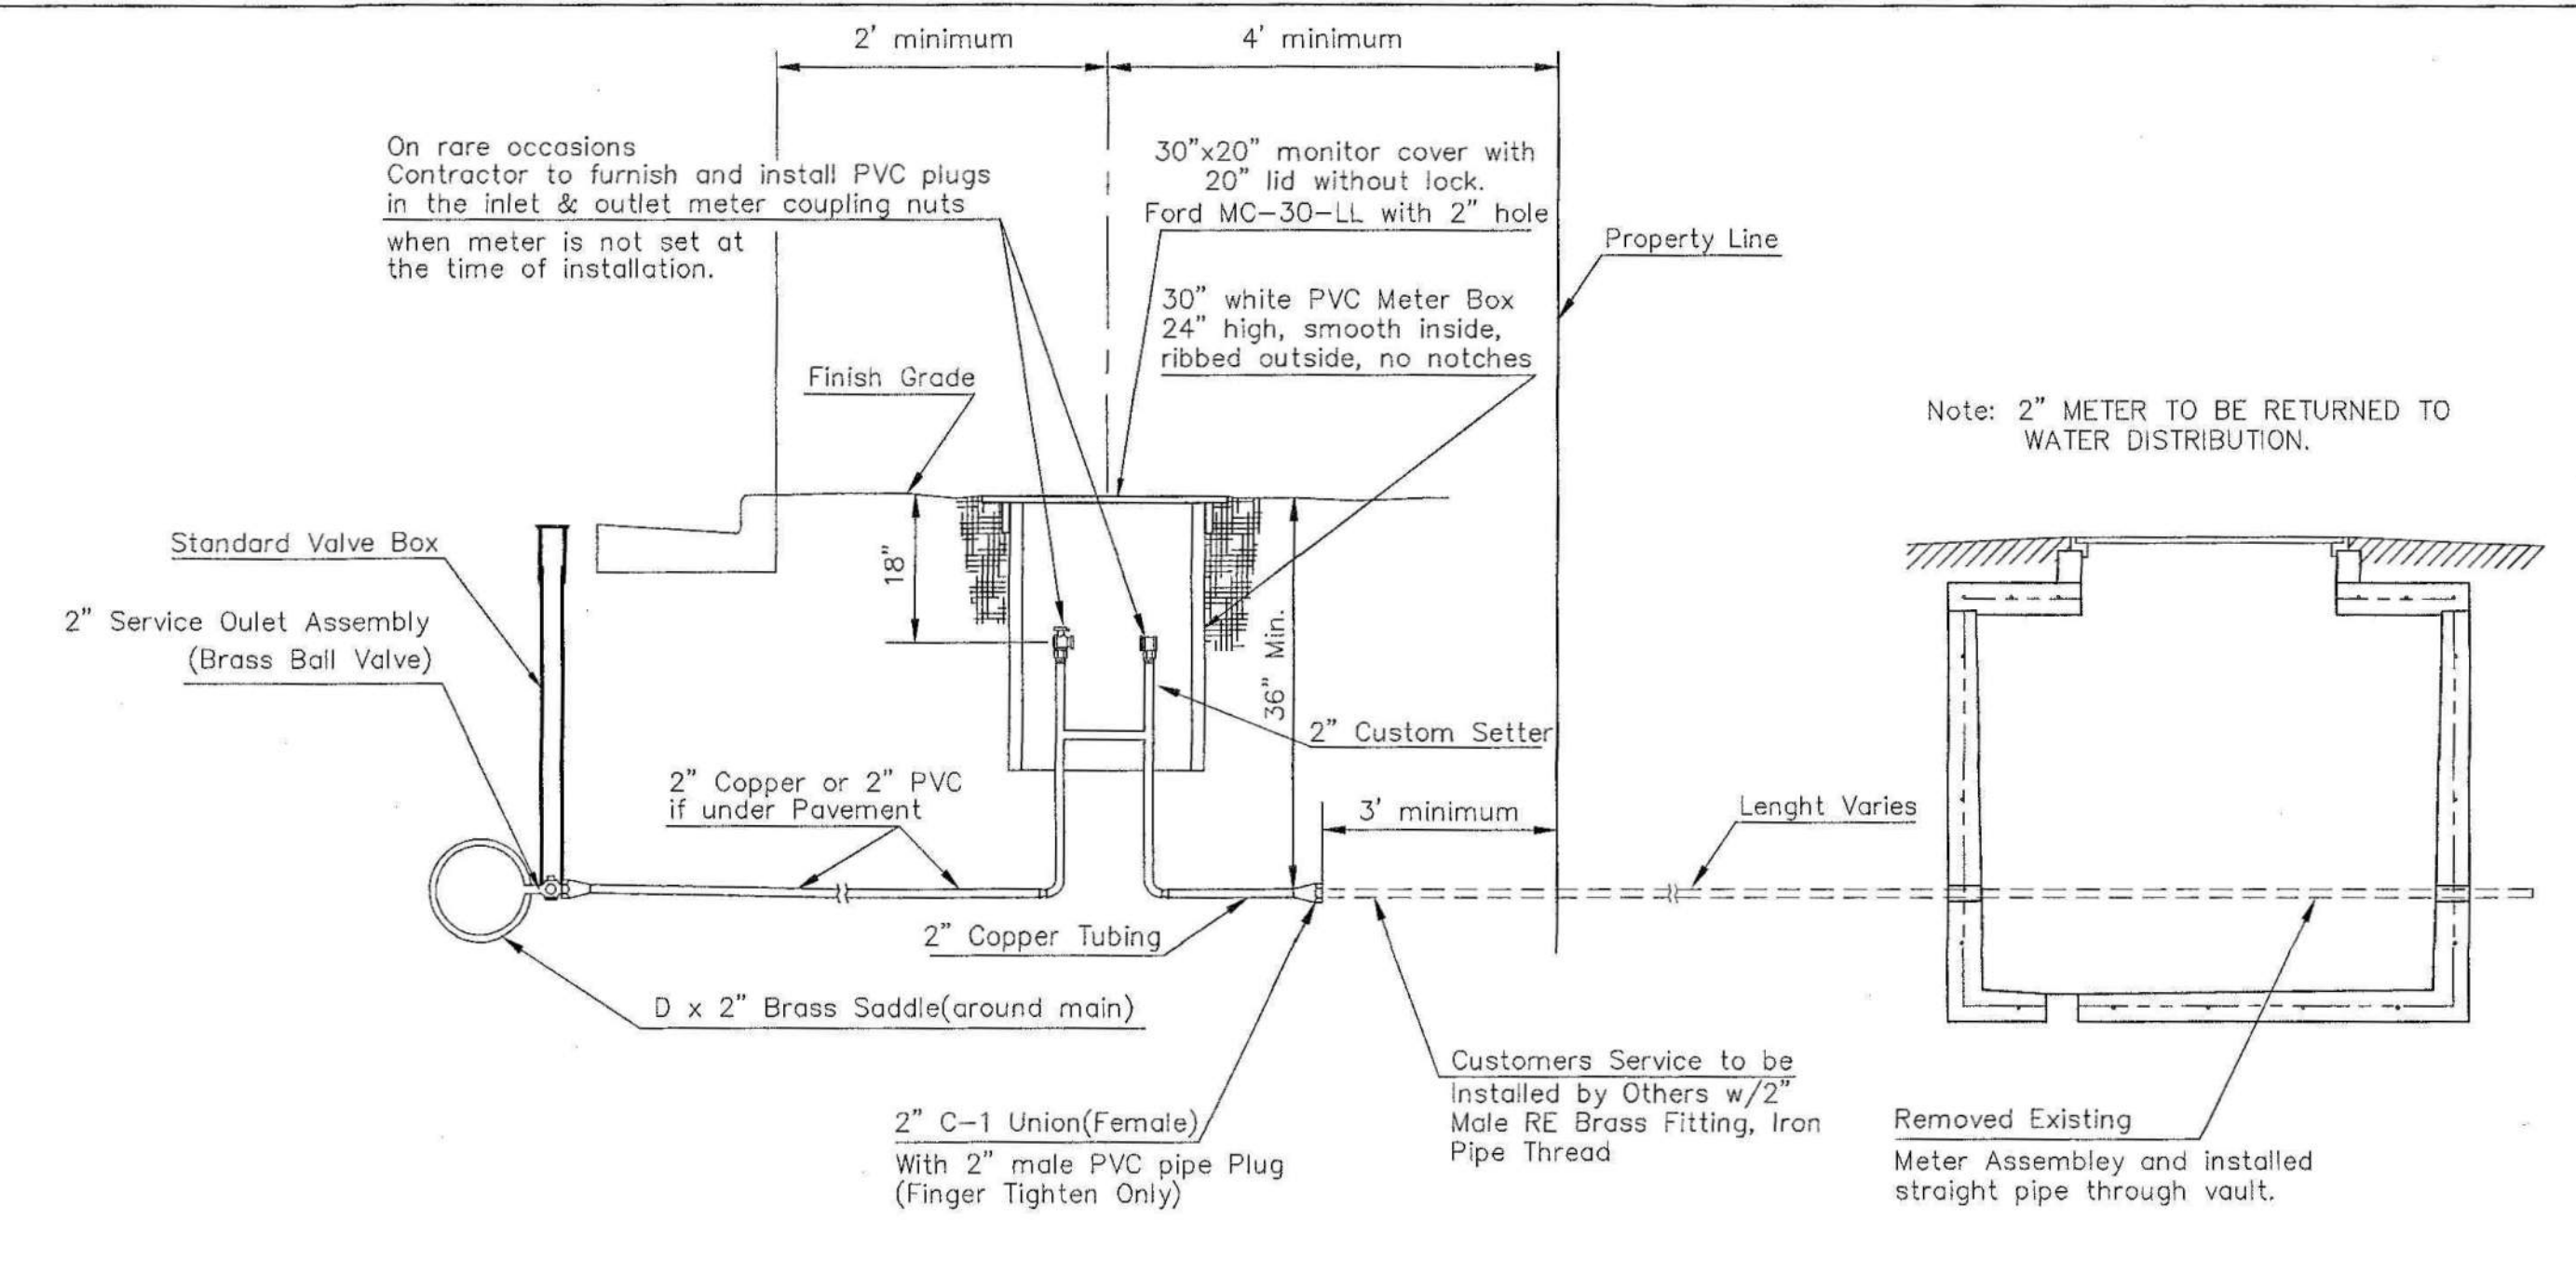 2' minimum
4' minimum
On rare occasions
Contractor to furnish and install PVC plugs
in the inlet & outlet meter coupling nuts
when meter is not set at
the time of installation.
30"x20" monitor cover with
20" lid without lock.
Ford MC-30-LL with 2" hole
Property Line
30" white PVC Meter Box
24" high, smooth inside,
ribbed outside, no notches
Finish Grade
Note: 2" METER TO BE RETURNED TO
WATER DISTRIBUTION.
Standard Valve Box
18"
2" Service Oulet Assembly
(Brass Ball Valve)
36" Min.
2" Custom Setter
2" Copper or 2" PVC
if under Pavement
3' minimum
Lenght Varies
2" Copper Tubing
D x 2" Brass Saddle(around main)
Customers Service to be
Installed by Others w/2"
Male RE Brass Fitting, Iron
Pipe Thread
2" C-1 Union(Female)
With 2" male PVC pipe Plug
(Finger Tighten Only)
Removed Existing
Meter Assembley and installed
straight pipe through vault.